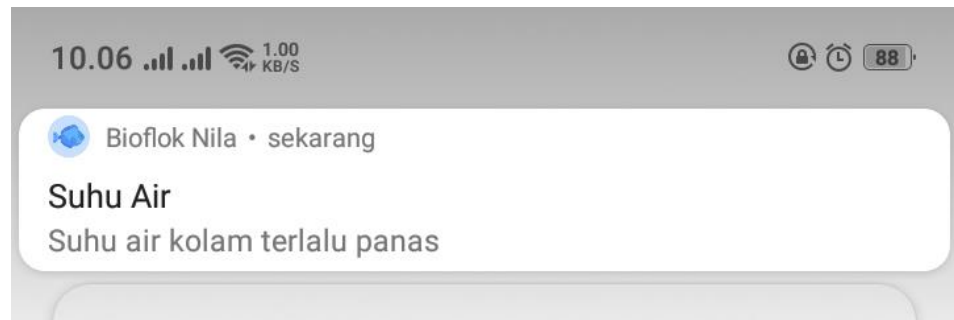 10.06 1.00 KB/S 88
Bioflok Nila • sekarang
Suhu Air
Suhu air kolam terlalu panas